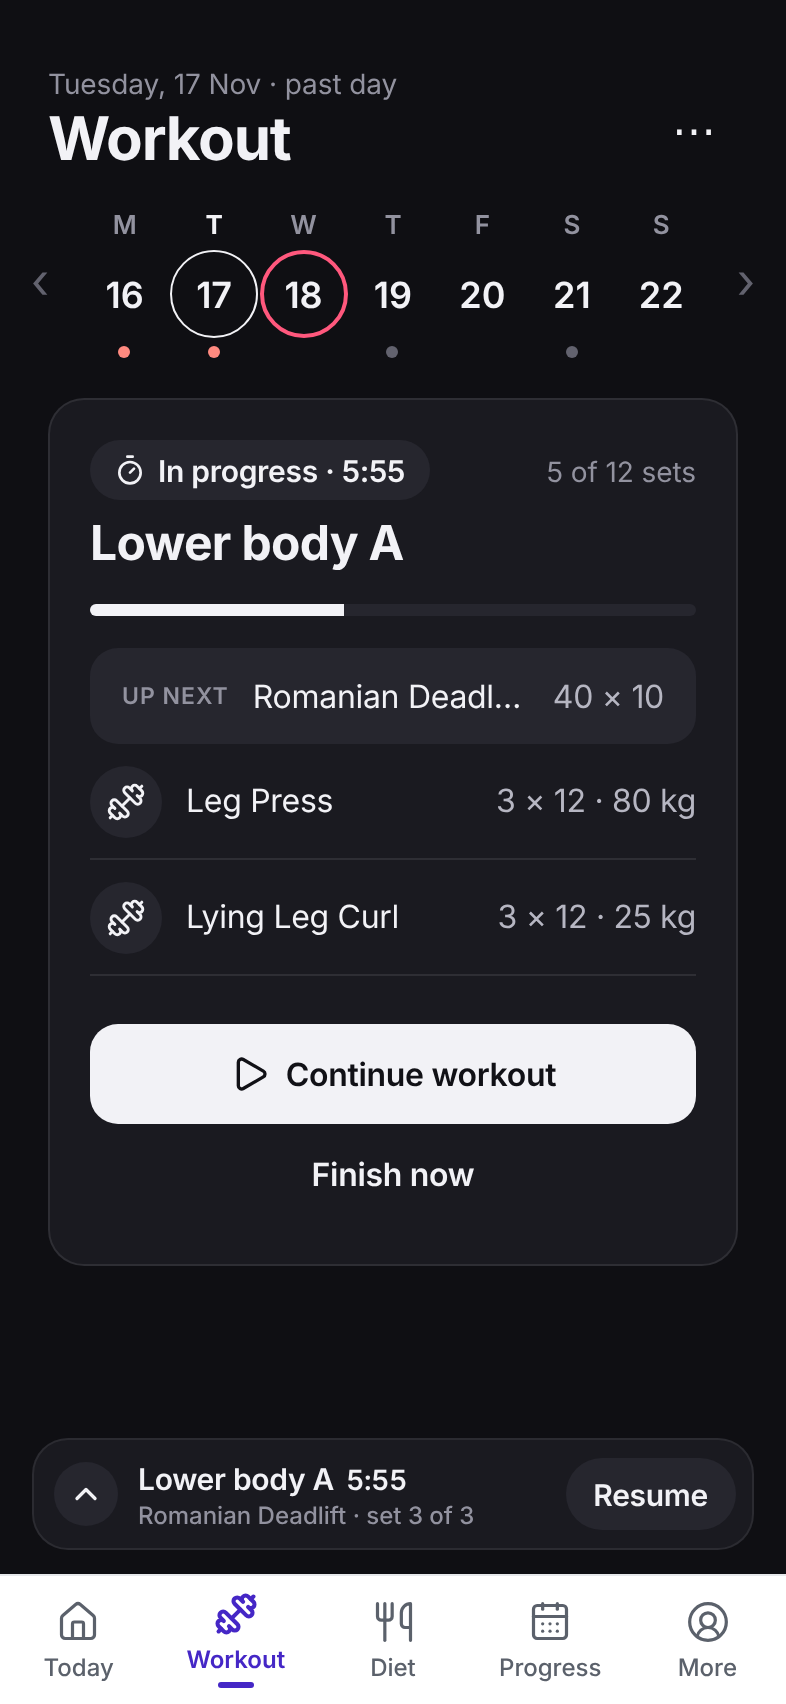 Tuesday, 17 Nov · past day
Workout
...
M T W T F S S
16 17 18 19 20 21 22
In progress · 5:55
5 of 12 sets
Lower body A
UP NEXT Romanian Deadl... 40 × 10
Leg Press 3 × 12 · 80 kg
Lying Leg Curl 3 × 12 · 25 kg
Continue workout
Finish now
Lower body A 5:55
Romanian Deadlift · set 3 of 3
Resume
Today Workout Diet Progress More